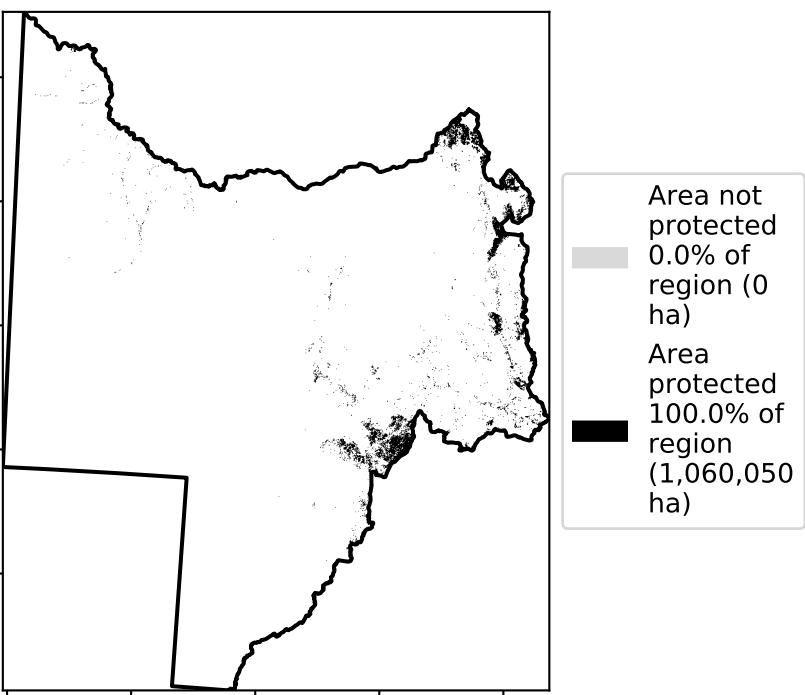 Area not
protected
0.0% of
region (0
ha)
Area
protected
100.0% of
region
(1,060,050
ha)